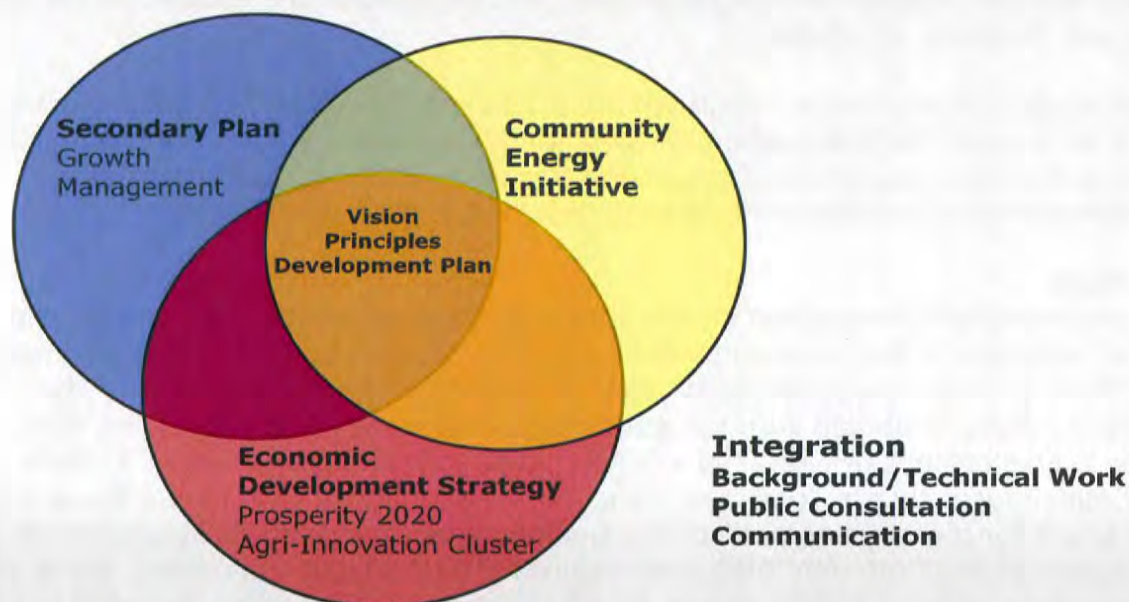 Secondary Plan
Growth
Management
Community
Energy
Initiative
Vision
Principles
Development Plan
Economic
Development Strategy
Prosperity 2020
Agri-Innovation Cluster
Integration
Background/Technical Work
Public Consultation
Communication